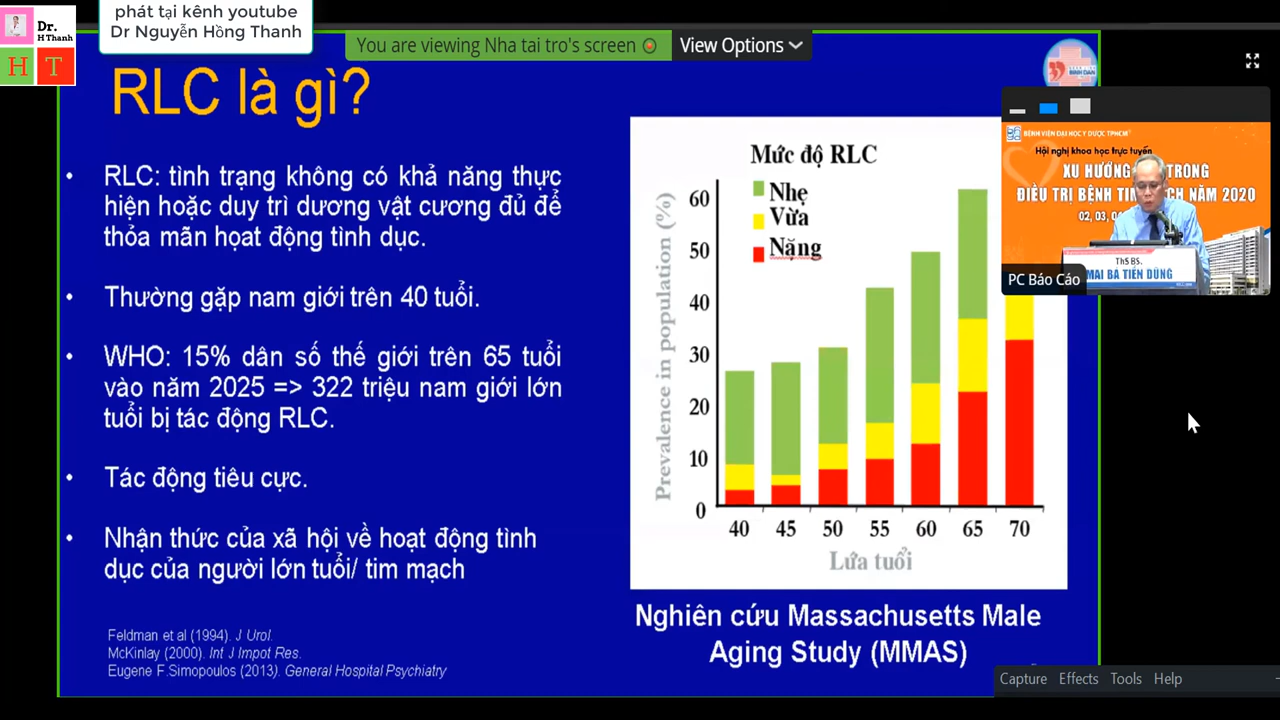 phát tại kênh youtube
Dr Nguyễn Hồng Thanh
Dr.
H Thanh
H T
You are viewing Nha tai tro's screen
View Options
RLC là gì?
• RLC: tình trạng không có khả năng thực
hiện hoặc duy trì dương vật cương đủ để
thỏa mãn họat động tình dục.
• Thường gặp nam giới trên 40 tuổi.
• WHO: 15% dân số thế giới trên 65 tuổi
vào năm 2025 => 322 triệu nam giới lớn
tuổi bị tác động RLC.
• Tác động tiêu cực.
• Nhận thức của xã hội về hoạt động tình
dục của người lớn tuổi/ tim mạch
Feldman et al (1994). J Urol.
McKinlay (2000). Int J Impot Res.
Eugene F.Simopoulos (2013). General Hospital Psychiatry
Mức độ RLC
Nhẹ
Vừa
Nặng
Prevalence in population (%)
60
50
40
30
20
10
0
40 45 50 55 60 65 70
Lứa tuổi
Nghiên cứu Massachusetts Male
Aging Study (MMAS)
BÌNH DÂN
BỆNH VIỆN ĐẠI HỌC Y DƯỢC TPHCM
Hội nghị khoa học trực tuyến
XU HƯỚNG TRONG
ĐIỀU TRỊ BỆNH TIM CH NĂM 2020
02, 03, 0
ThS BS.
MAI BÁ TIẾN DŨNG
PC Báo Cáo
Capture Effects Tools Help